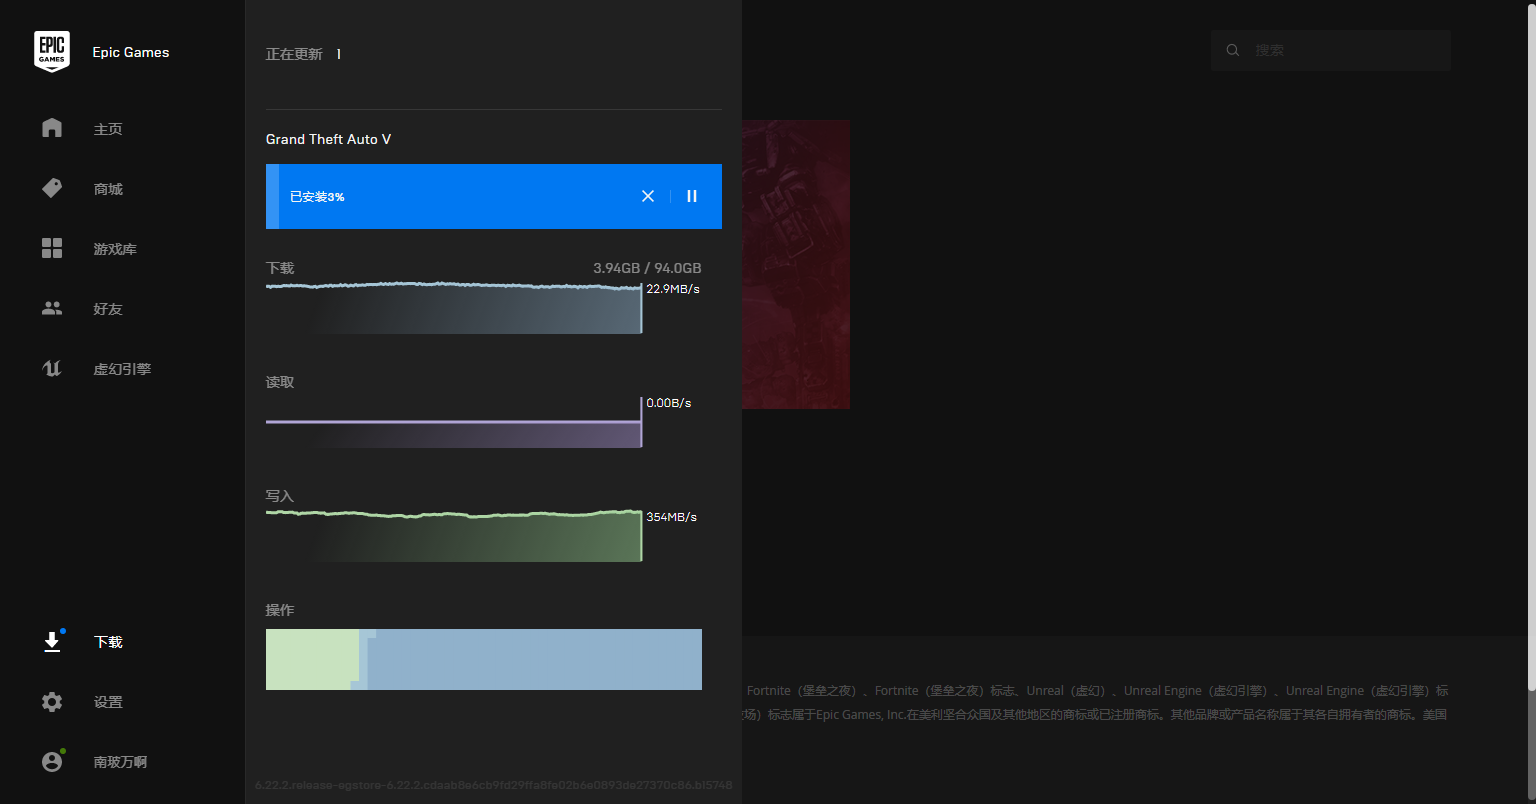 EPIC
GAMES
Epic Games
主页
商城
游戏库
好友
虚幻引擎
下载
设置
南玻万啊
正在更新 1
Grand Theft Auto V
已安装3%
下载 3.94GB / 94.0GB
22.9MB/s
读取
0.00B/s
写入
354MB/s
操作
6.22.2.release-egstore-6.22.2.cdaab8e6cb9fd29ffa8fe02b6e0893de27370c86.b15748
搜索
Fortnite（堡垒之夜）、Fortnite（堡垒之夜）标志、Unreal（虚幻）、Unreal Engine（虚幻引擎）、Unreal Engine（虚幻引擎）标
场）标志属于Epic Games, Inc.在美利坚合众国及其他地区的商标或已注册商标。其他品牌或产品名称属于其各自拥有者的商标。美国